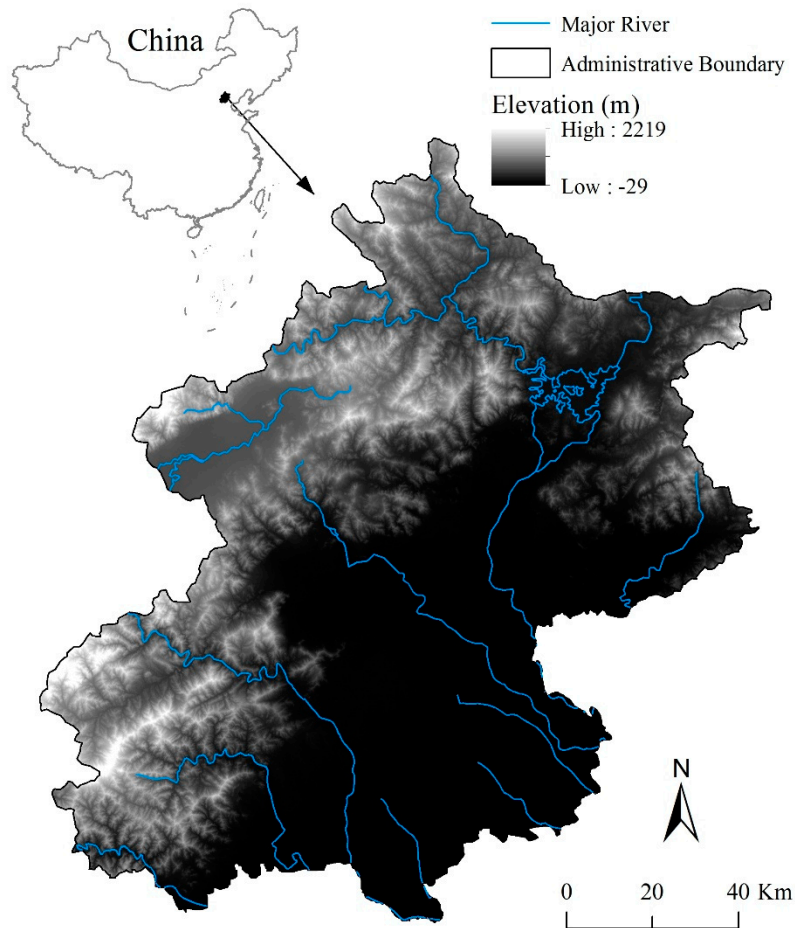 China
Major River
Administrative Boundary
Elevation (m)
High : 2219
Low : -29
N
0 20 40 Km